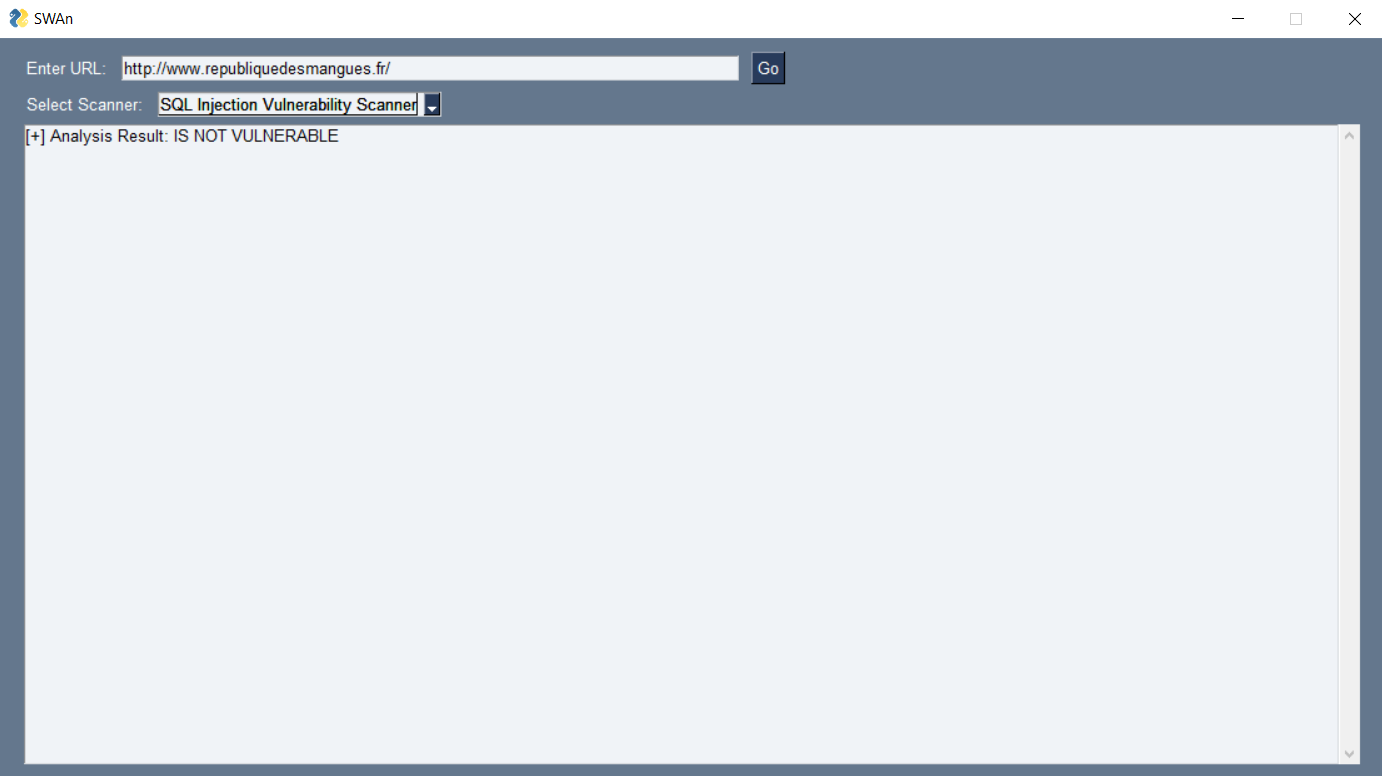 SWAn
Enter URL: http://www.republiquedesmangues.fr/ Go
Select Scanner: SQL Injection Vulnerability Scanner
[+] Analysis Result: IS NOT VULNERABLE